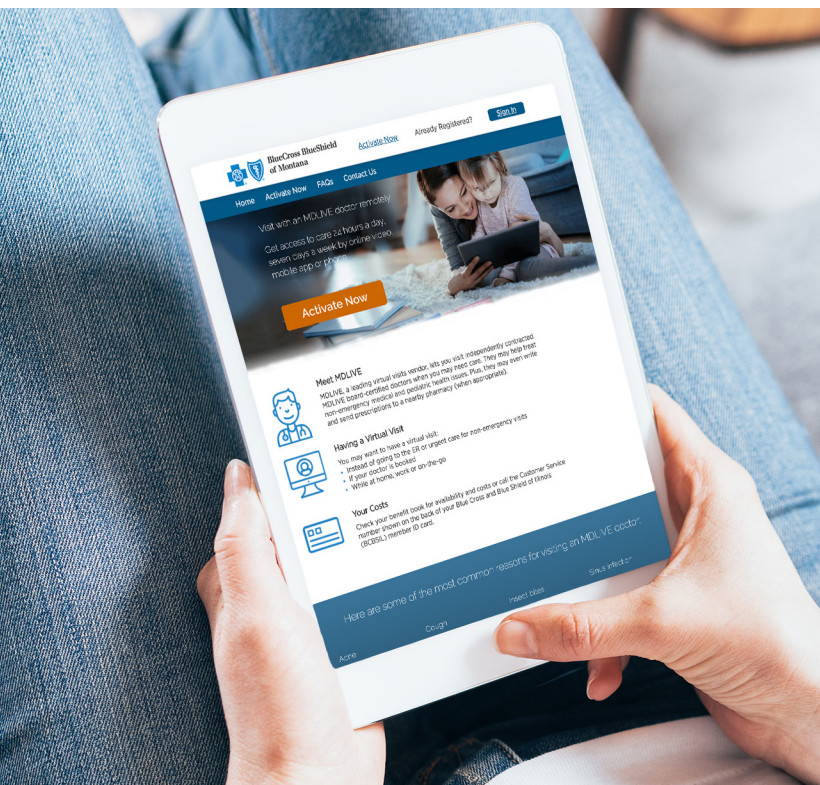 BlueCross BlueShield
of Montana
Activate Now
Already Registered?
Sign In
Home
Activate Now
FAQs
Contact Us
Visit with an MDLIVE doctor remotely
Get access to care 24 hours a day,
seven days a week by online video,
mobile app or phone.
Activate Now
Meet MDLIVE
MDLIVE, a leading virtual visits vendor, lets you visit independently contracted
MDLIVE board-certified doctors when you may need care. They may help treat
non-emergency medical and pediatric health issues. Plus, they may even write
and send prescriptions to a nearby pharmacy (when appropriate).
Having a Virtual Visit
You may want to have a virtual visit:
• Instead of going to the ER or urgent care for non-emergency visits
• If your doctor is booked
• While at home, work or on-the-go
Your Costs
Check your benefit book for availability and costs or call the Customer Service
number shown on the back of your Blue Cross and Blue Shield of Illinois
(BCBSIL) member ID card.
Here are some of the most common reasons for visiting an MDLIVE doctor:
Acne
Cough
Insect bites
Sinus infection